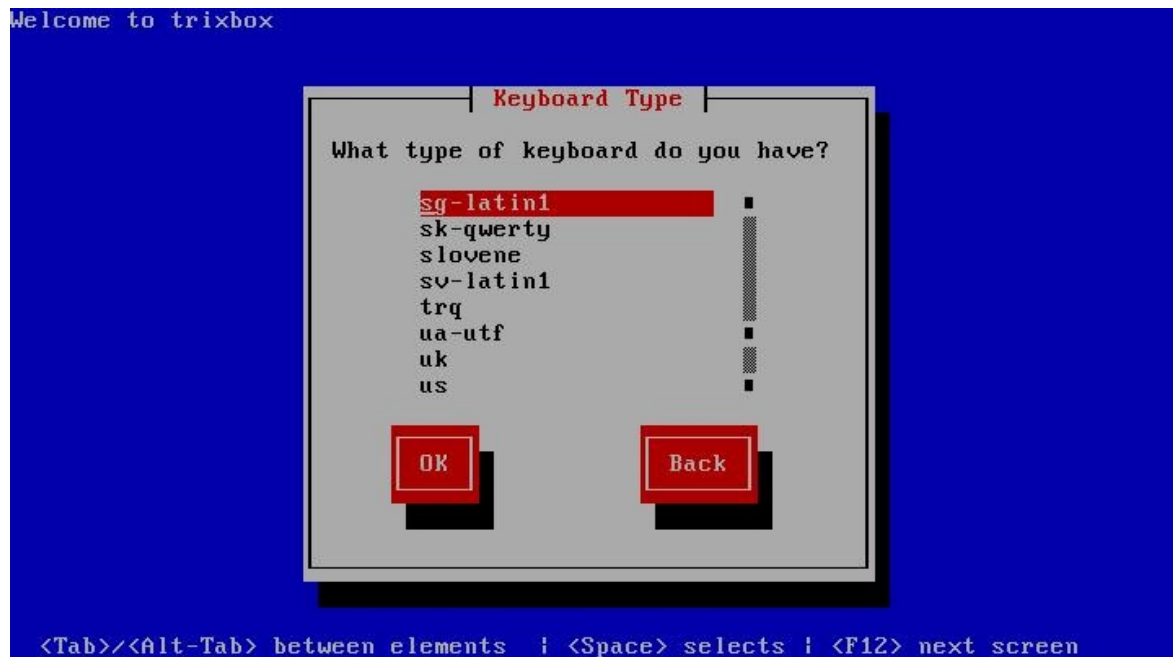 Welcome to trixbox
Keyboard Type
What type of keyboard do you have?
sg-latin1
sk-qwerty
slovene
sv-latin1
trq
ua-utf
uk
us
OK Back
<Tab>/<Alt-Tab> between elements | <Space> selects | <F12> next screen